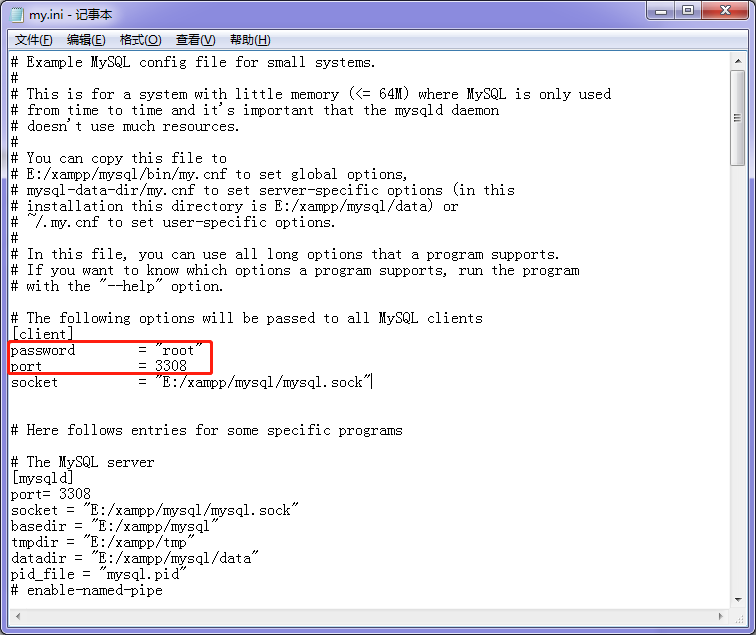 my.ini - 记事本
文件(F) 编辑(E) 格式(O) 查看(V) 帮助(H)
# Example MySQL config file for small systems.
#
# This is for a system with little memory (<= 64M) where MySQL is only used
# from time to time and it's important that the mysqld daemon
# doesn't use much resources.
#
# You can copy this file to
# E:/xampp/mysql/bin/my.cnf to set global options,
# mysql-data-dir/my.cnf to set server-specific options (in this
# installation this directory is E:/xampp/mysql/data) or
# ~/.my.cnf to set user-specific options.
#
# In this file, you can use all long options that a program supports.
# If you want to know which options a program supports, run the program
# with the "--help" option.
# The following options will be passed to all MySQL clients
[client]
password = "root"
port = 3308
socket = "E:/xampp/mysql/mysql.sock"
# Here follows entries for some specific programs
# The MySQL server
[mysqld]
port= 3308
socket = "E:/xampp/mysql/mysql.sock"
basedir = "E:/xampp/mysql"
tmpdir = "E:/xampp/tmp"
datadir = "E:/xampp/mysql/data"
pid_file = "mysql.pid"
# enable-named-pipe